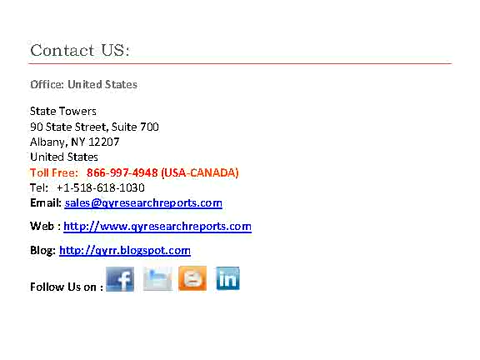 Contact US:
Office: United States
State Towers
90 State Street, Suite 700
Albany, NY 12207
United States
Toll Free: 866-997-4948 (USA-CANADA)
Tel: +1-518-618-1030
Email: sales@qyresearchreports.com
Web : http://www.qyresearchreports.com
Blog: http://qyrr.blogspot.com
Follow Us on :